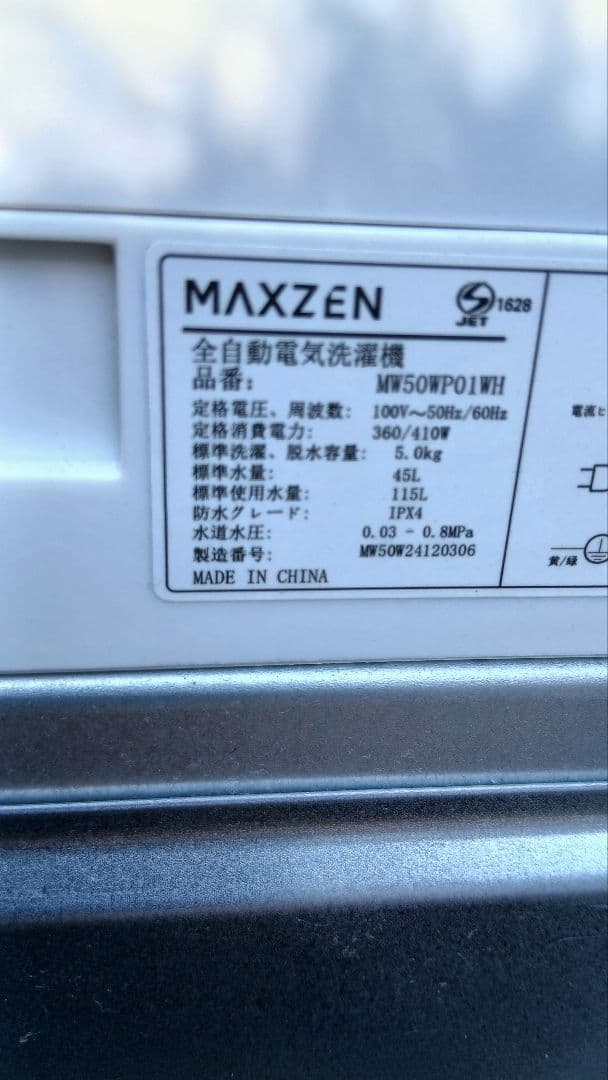 MAXZEN
JET 1628
全自動電気洗濯機
品番: MW50WP01WH
定格電圧、周波数: 100V~50Hz/60Hz
定格消費電力: 360/410W
標準洗濯、脱水容量: 5.0kg
標準水量: 45L
標準使用水量: 115L
防水グレード: IPX4
水道水圧: 0.03 - 0.8MPa
製造番号: MW50W24120306
MADE IN CHINA
電源ヒ
黄/緑